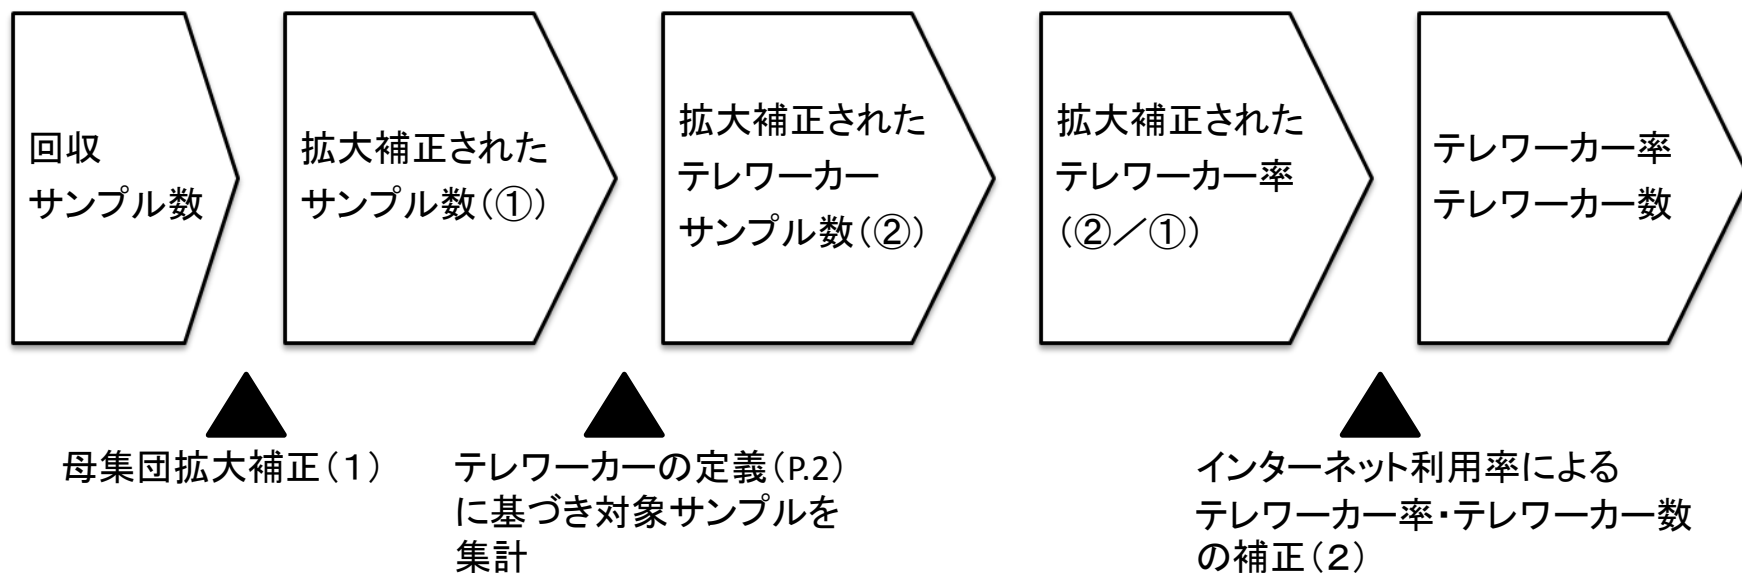 回収
サンプル数
拡大補正された
サンプル数(①)
拡大補正された
テレワーカー
サンプル数(②)
拡大補正された
テレワーカー率
(②／①)
テレワーカー率
テレワーカー数
母集団拡大補正(１)
テレワーカーの定義(P.2)
に基づき対象サンプルを
集計
インターネット利用率による
テレワーカー率・テレワーカー数
の補正(２)